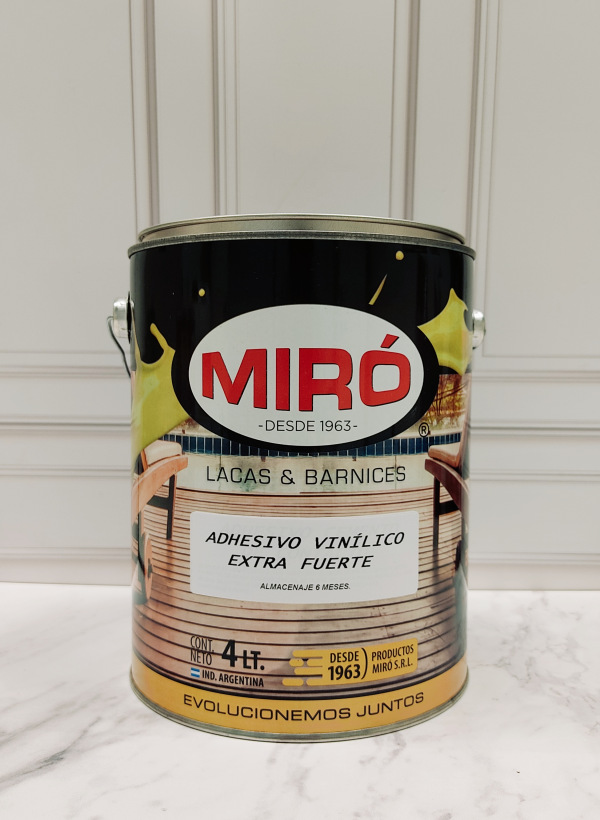 MIRÓ
-DESDE 1963-
®
LACAS & BARNICES
ADHESIVO VINÍLICO
EXTRA FUERTE
ALMACENAJE 6 MESES.
CONT.
NETO 4 LT.
IND. ARGENTINA
DESDE
1963
PRODUCTOS
MIRÓ S.R.L.
EVOLUCIONEMOS JUNTOS